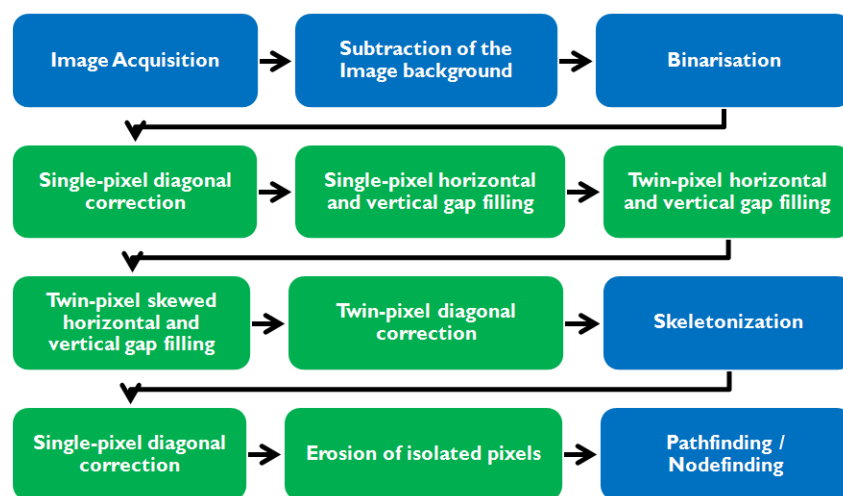 Image Acquisition
Subtraction of the
Image background
Binarisation
Single-pixel diagonal
correction
Single-pixel horizontal
and vertical gap filling
Twin-pixel horizontal
and vertical gap filling
Twin-pixel skewed
horizontal and
vertical gap filling
Twin-pixel diagonal
correction
Skeletonization
Single-pixel diagonal
correction
Erosion of isolated pixels
Pathfinding /
Nodefinding